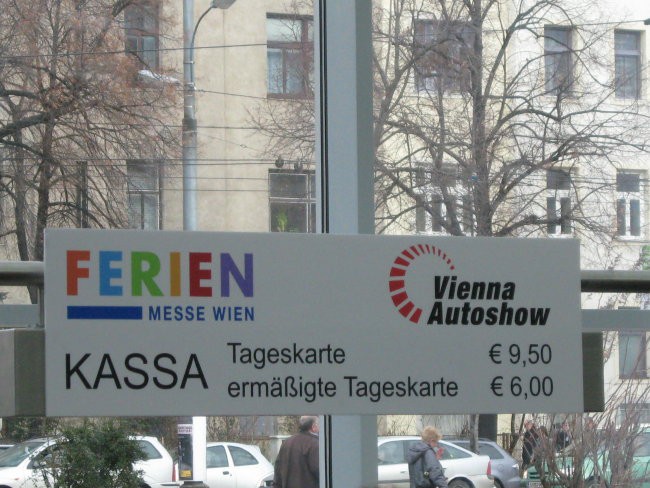 FERIEN
MESSE WIEN
Vienna
Autoshow
KASSA
Tageskarte € 9,50
ermäßigte Tageskarte € 6,00